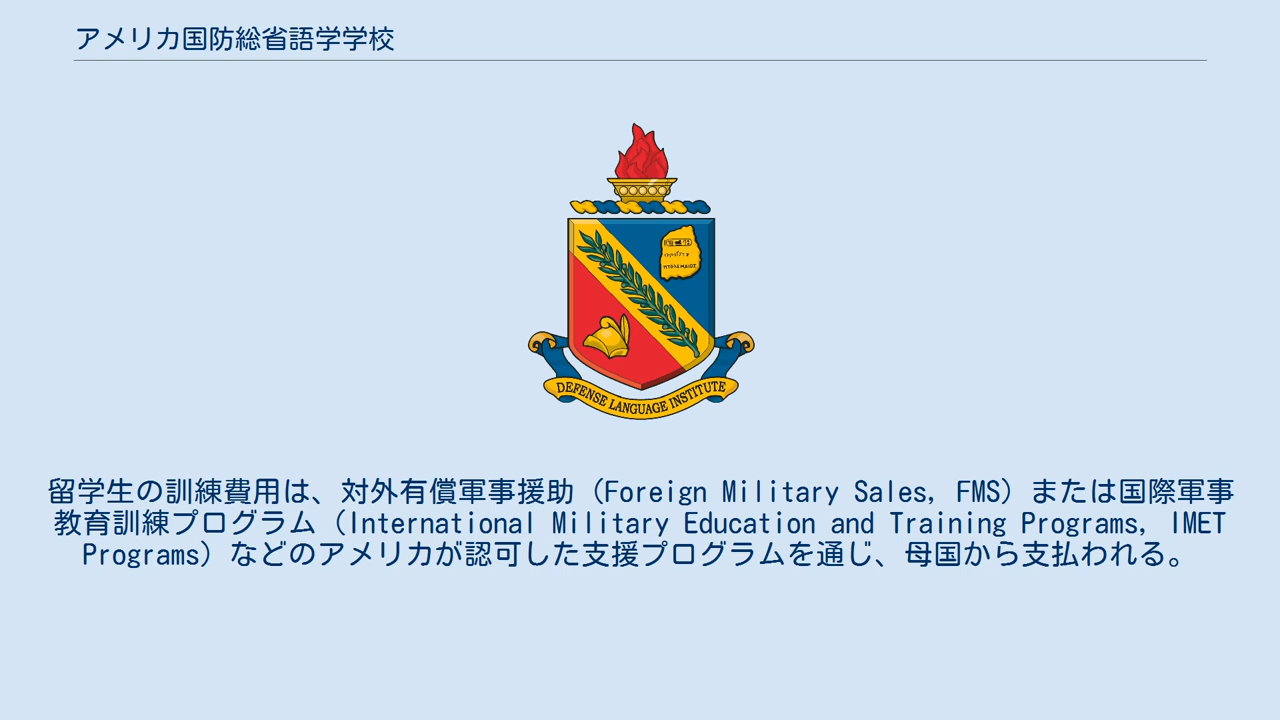 アメリカ国防総省語学学校
ΠΤΟΛΕΜΑΙΟΣ
DEFENSE LANGUAGE INSTITUTE
留学生の訓練費用は、対外有償軍事援助（Foreign Military Sales, FMS）または国際軍事
教育訓練プログラム（International Military Education and Training Programs, IMET
Programs）などのアメリカが認可した支援プログラムを通じ、母国から支払われる。